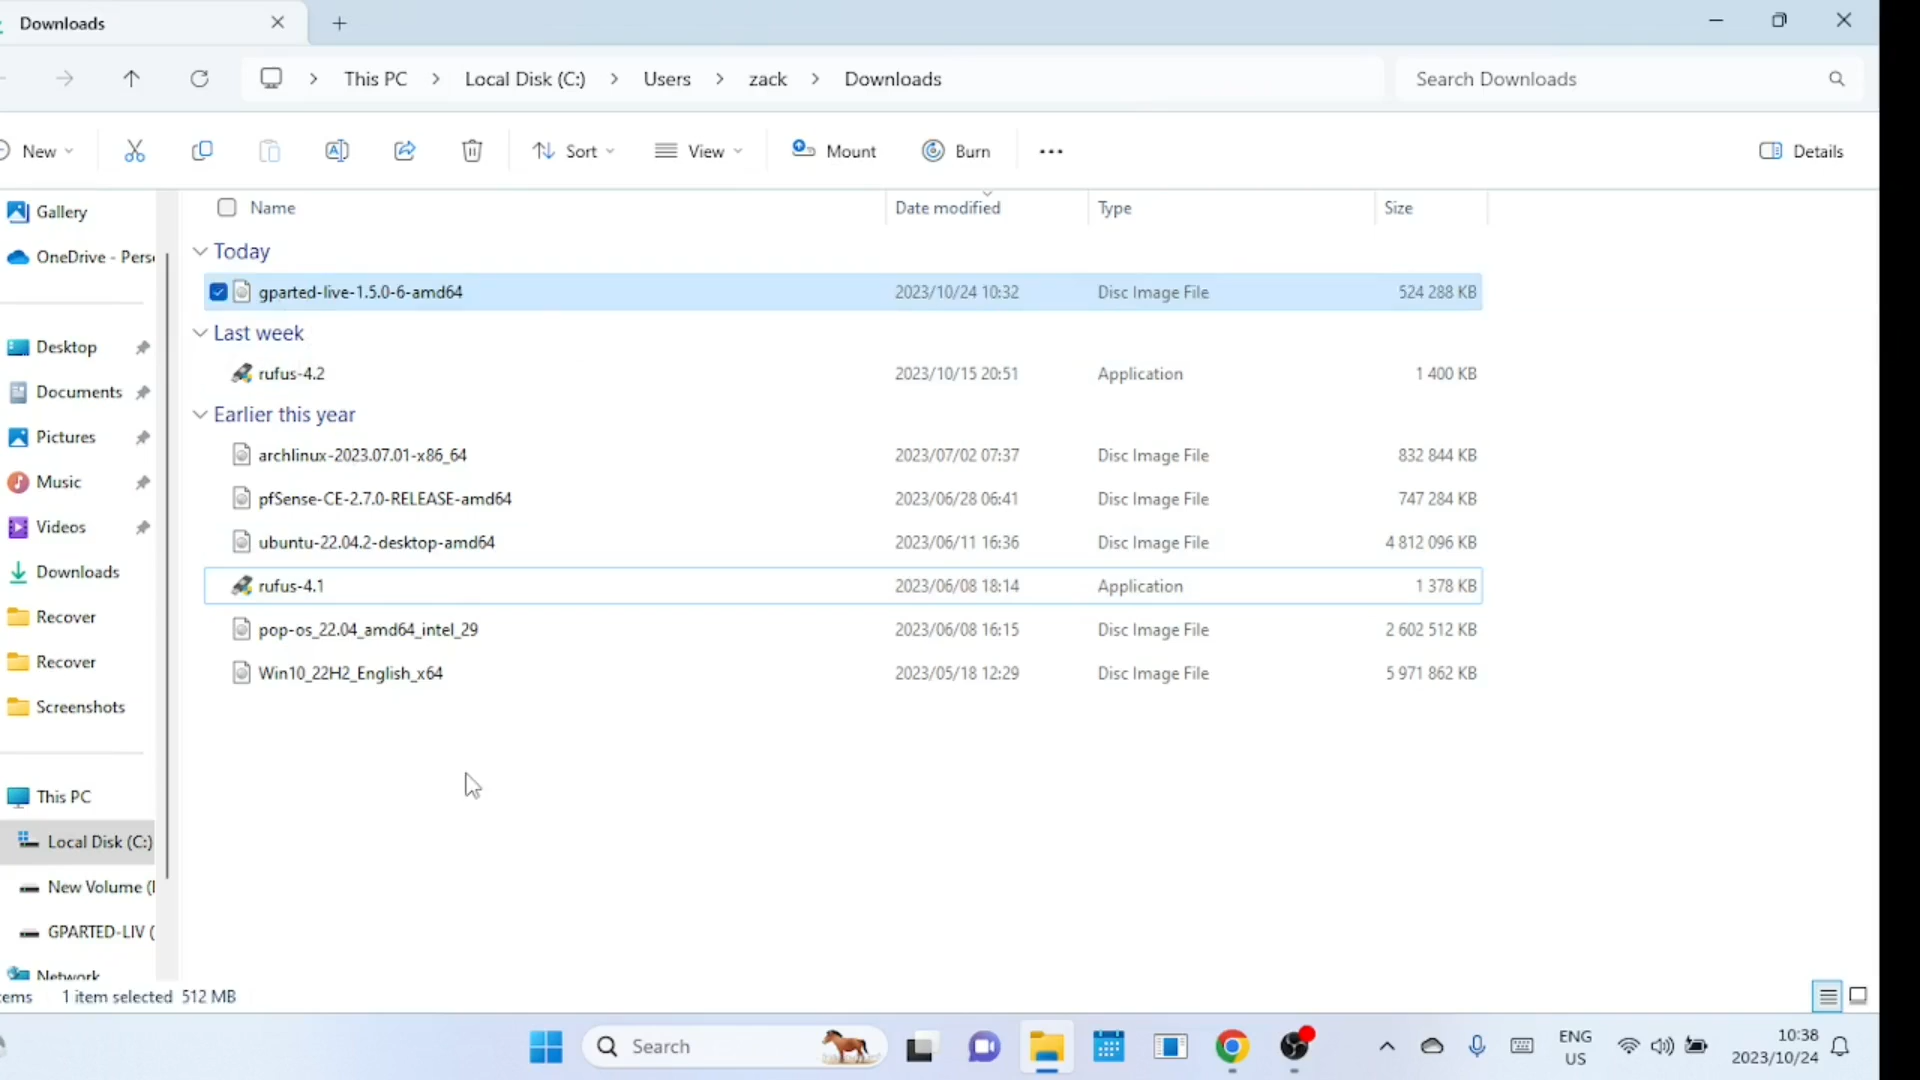 Downloads
This PC > Local Disk (C:) > Users > zack > Downloads
Search Downloads
New
Sort
View
Mount
Burn
Details
Gallery
OneDrive - Perso
Desktop
Documents
Pictures
Music
Videos
Downloads
Recover
Recover
Screenshots
This PC
Local Disk (C:)
New Volume (
GPARTED-LIV (
Network
Name Date modified Type Size
Today
gparted-live-1.5.0-6-amd64 2023/10/24 10:32 Disc Image File 524 288 KB
Last week
rufus-4.2 2023/10/15 20:51 Application 1 400 KB
Earlier this year
archlinux-2023.07.01-x86_64 2023/07/02 07:37 Disc Image File 832 844 KB
pfSense-CE-2.7.0-RELEASE-amd64 2023/06/28 06:41 Disc Image File 747 284 KB
ubuntu-22.04.2-desktop-amd64 2023/06/11 16:36 Disc Image File 4 812 096 KB
rufus-4.1 2023/06/08 18:14 Application 1 378 KB
pop-os_22.04_amd64_intel_29 2023/06/08 16:15 Disc Image File 2 602 512 KB
Win10_22H2_English_x64 2023/05/18 12:29 Disc Image File 5 971 862 KB
ems 1 item selected 512 MB
Search
ENG
US
10:38
2023/10/24